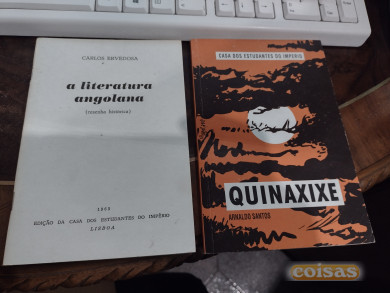 CARLOS ERVEDOSA
a literatura
angolana
(resenha histórica)
1963
EDIÇÃO DA CASA DOS ESTUDANTES DO IMPÉRIO
LISBOA
CASA DOS ESTUDANTES DO IMPÉRIO
QUINAXIXE
ARNALDO SANTOS
coisas